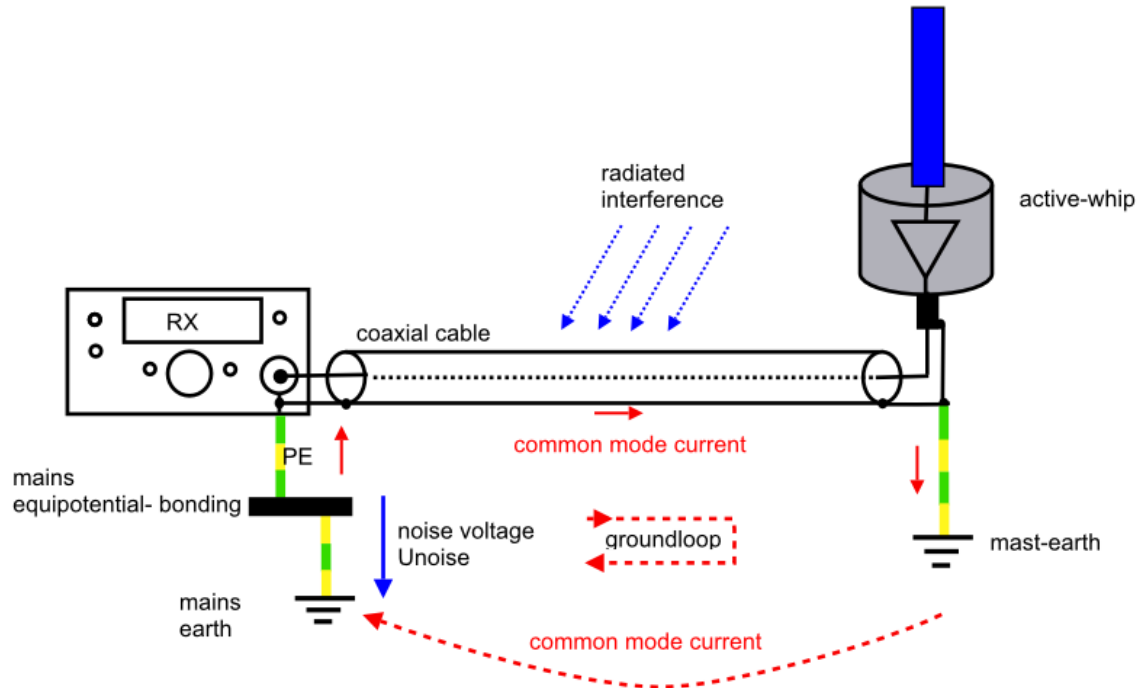 radiated
interference
active-whip
RX
coaxial cable
common mode current
PE
mains
equipotential- bonding
noise voltage
Unoise
groundloop
mast-earth
mains
earth
common mode current